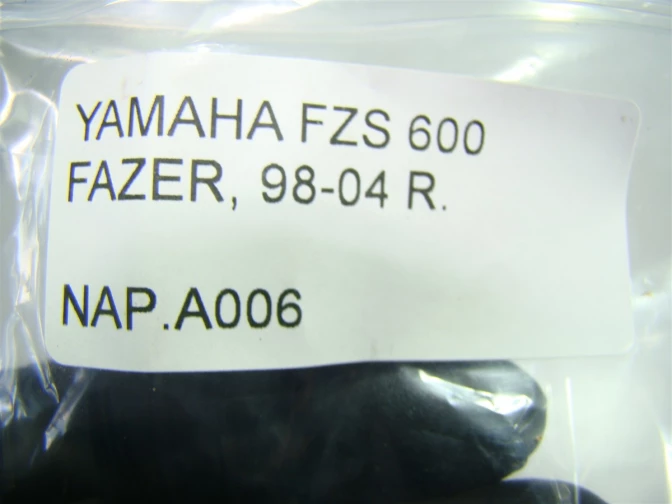 YAMAHA FZS 600
FAZER, 98-04 R.
NAP.A006